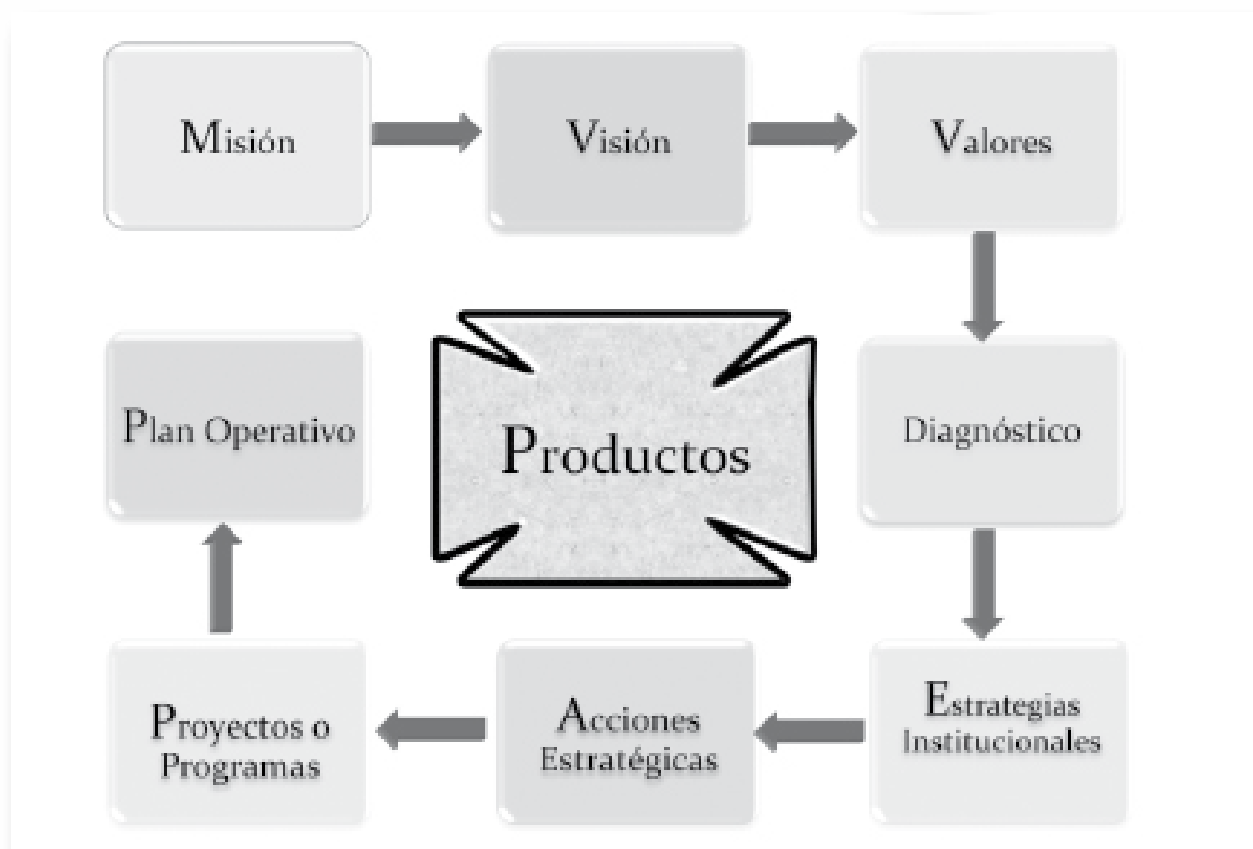 Misión
Visión
Valores
Plan Operativo
Productos
Diagnóstico
Proyectos o
Programas
Acciones
Estratégicas
Estrategias
Institucionales